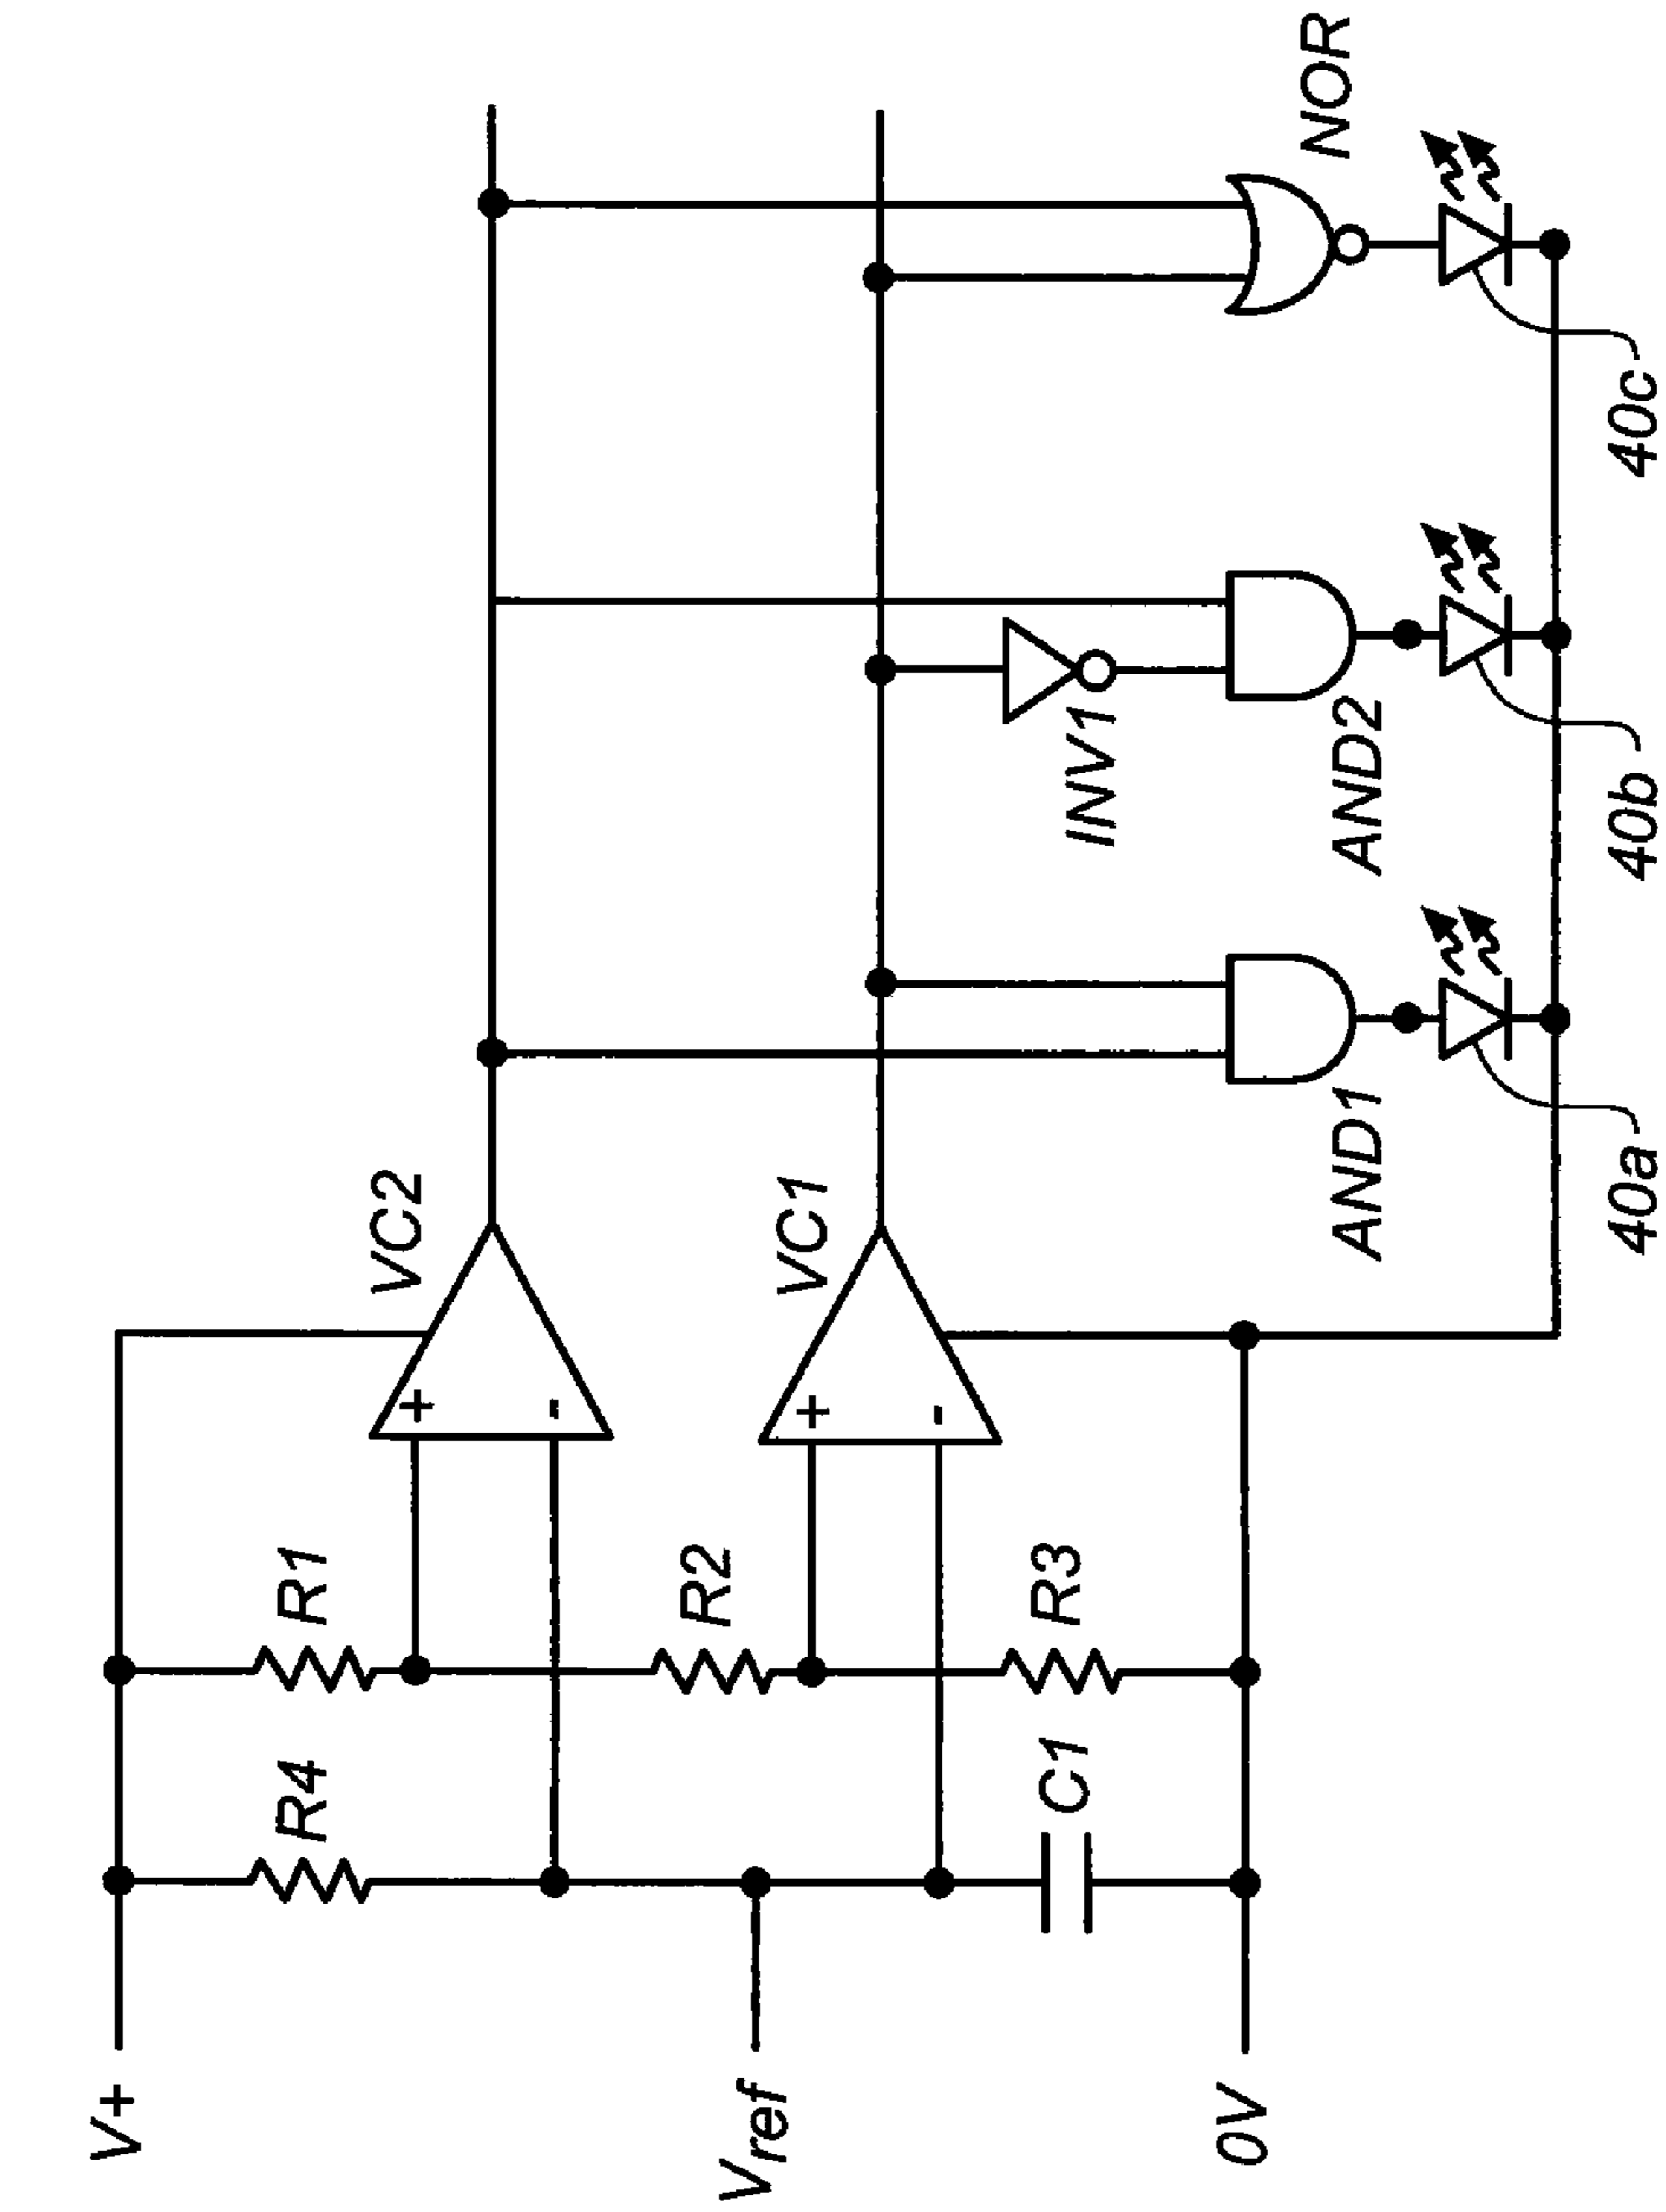 V+
Vref
0V
R4
R1
R2
R3
C1
+
-
VC2
+
-
VC1
AND1
INV1
AND2
NOR
40a
40b
40c